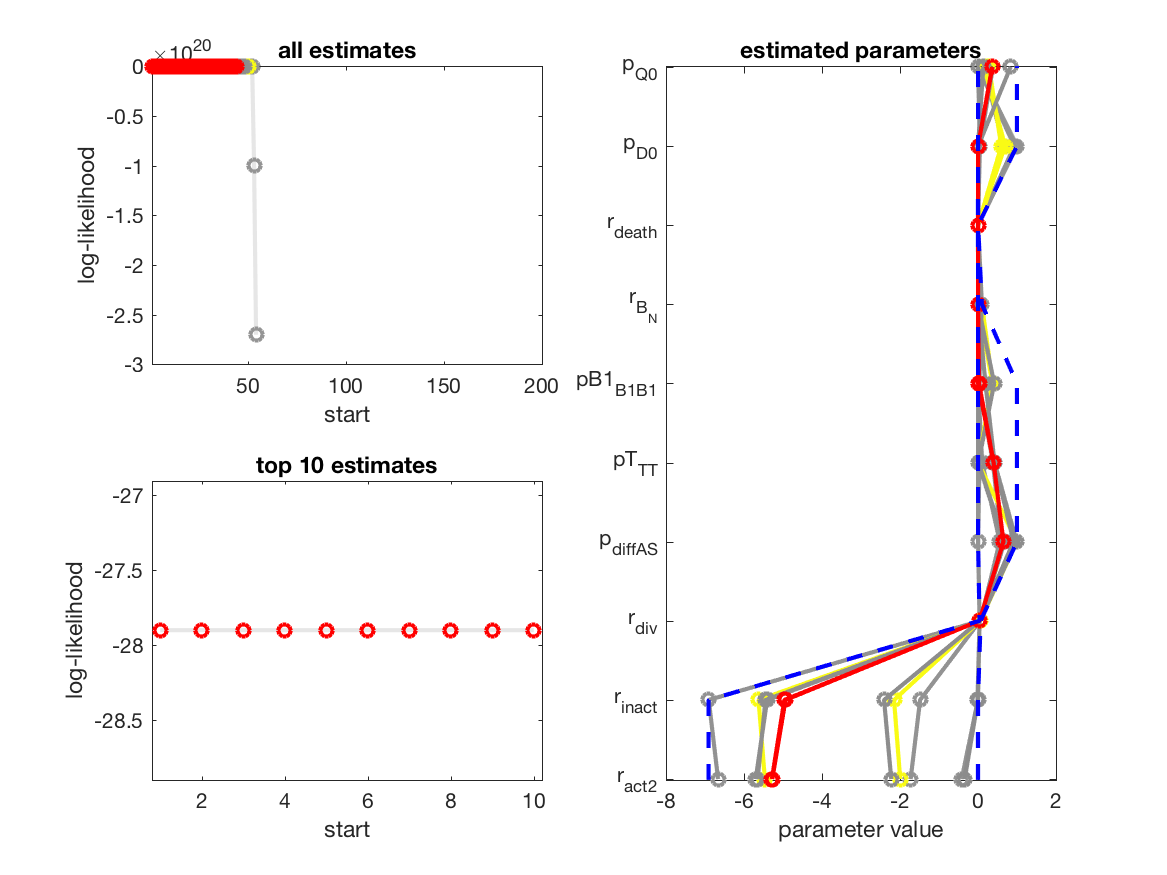 all estimates
×10^20
0
-0.5
-1
-1.5
-2
-2.5
-3
log-likelihood
50 100 150 200
start
top 10 estimates
-27
-27.5
-28
-28.5
log-likelihood
2 4 6 8 10
start
estimated parameters
p_Q0
p_D0
r_death
r_B_N
pB1_B1B1
pT_TT
p_diffAS
r_div
r_inact
r_act2
-8 -6 -4 -2 0 2
parameter value